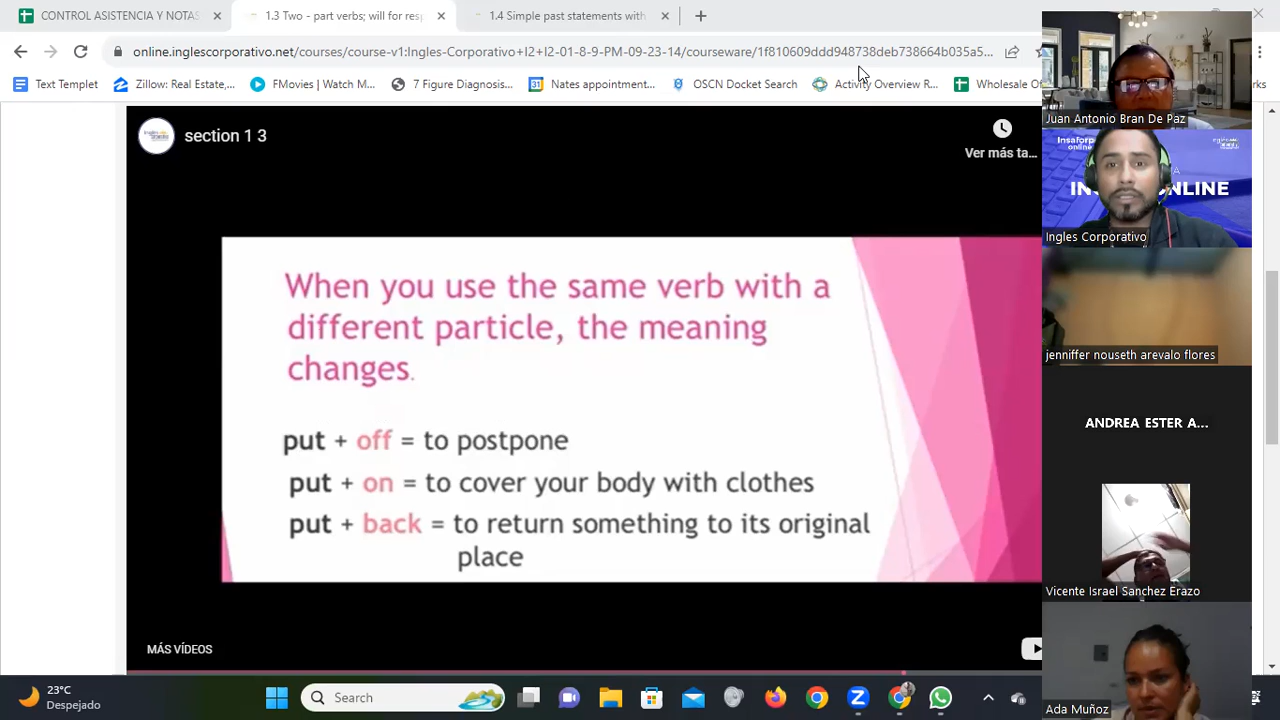 CONTROL ASISTENCIA Y NOTAS
1.3 Two - part verbs; will for resp
1.4 Simple past statements with
online.inglescorporativo.net/courses/course-v1:Ingles-Corporativo+I2+I2-01-8-9-PM-09-23-14/courseware/1f8f0609dd948738deb738664b035a5...
Text Templet
Zillow: Real Estate,...
FMovies | Watch M...
7 Figure Diagnosis...
rlates appointment...
OSCN Docket Search
Activity Overview R...
Wholesale
section 1 3
Ver más ta...
When you use the same verb with a
different particle, the meaning
changes.
put + off = to postpone
put + on = to cover your body with clothes
put + back = to return something to its original
place
MÁS VÍDEOS
23°C
Despejado
Search
Juan Antonio Bran De Paz
Ingles Corporativo
jenniffer nouseth arevalo flores
ANDREA ESTER A...
Vicente Israel Sanchez Erazo
Ada Muñoz